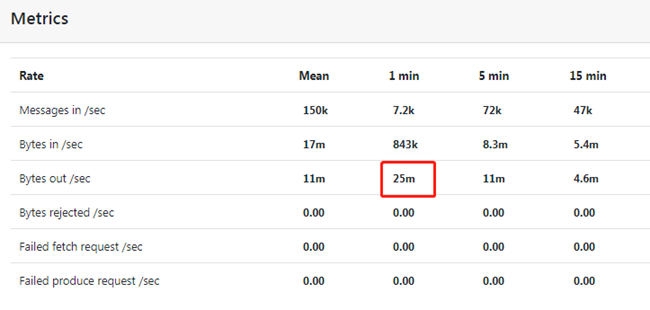 Metrics
Rate Mean 1 min 5 min 15 min
Messages in /sec 150k 7.2k 72k 47k
Bytes in /sec 17m 843k 8.3m 5.4m
Bytes out /sec 11m 25m 11m 4.6m
Bytes rejected /sec 0.00 0.00 0.00 0.00
Failed fetch request /sec 0.00 0.00 0.00 0.00
Failed produce request /sec 0.00 0.00 0.00 0.00